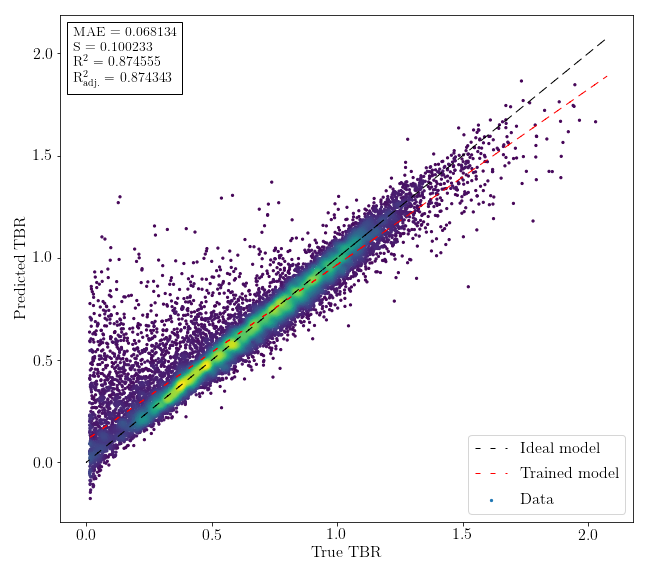 MAE = 0.068134
S = 0.100233
R² = 0.874555
R²adj. = 0.874343
2.0
1.5
1.0
0.5
0.0
Predicted TBR
0.0 0.5 1.0 1.5 2.0
True TBR
Ideal model
Trained model
Data